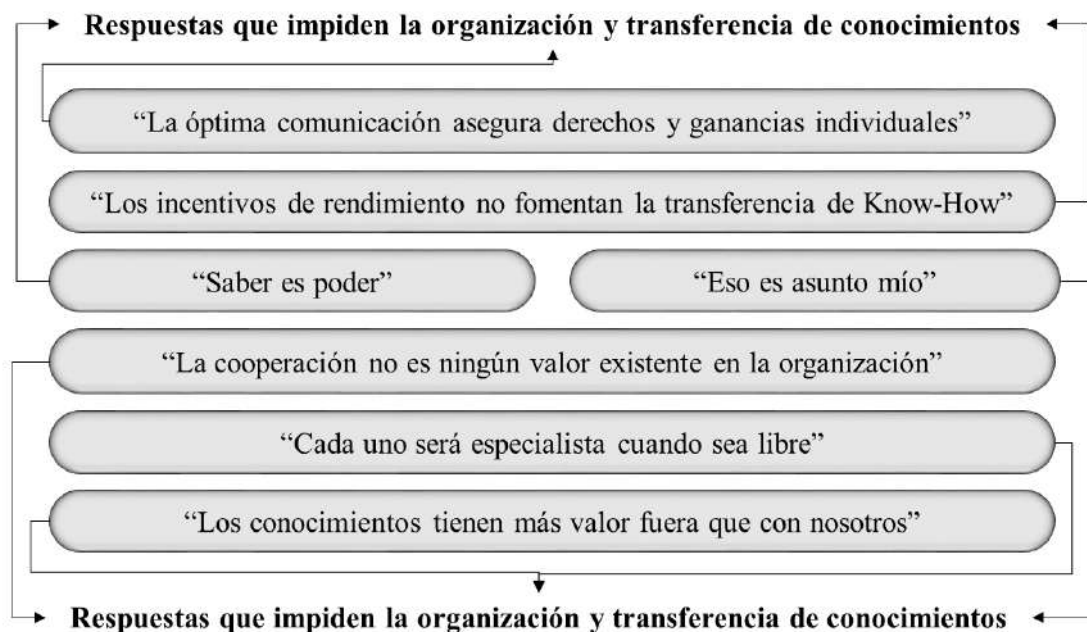 Respuestas que impiden la organización y transferencia de conocimientos
“La óptima comunicación asegura derechos y ganancias individuales”
“Los incentivos de rendimiento no fomentan la transferencia de Know-How”
“Saber es poder”
“Eso es asunto mío”
“La cooperación no es ningún valor existente en la organización”
“Cada uno será especialista cuando sea libre”
“Los conocimientos tienen más valor fuera que con nosotros”
Respuestas que impiden la organización y transferencia de conocimientos